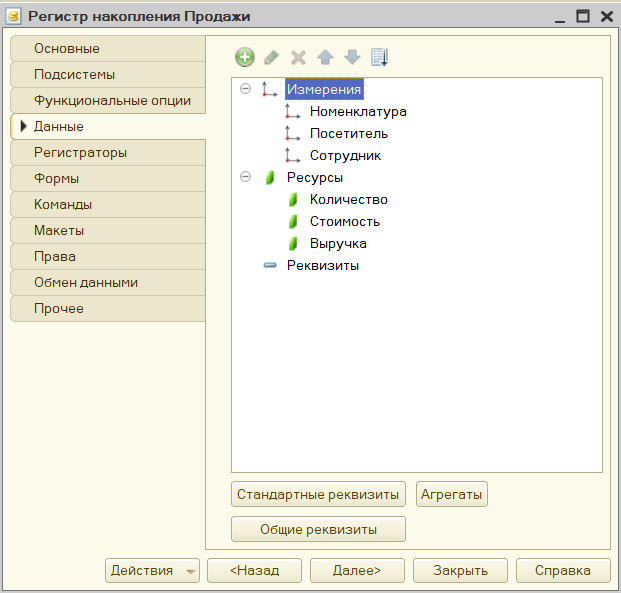 Регистр накопления Продажи
Основные
Подсистемы
Функциональные опции
Данные
Регистраторы
Формы
Команды
Макеты
Права
Обмен данными
Прочее
Измерения
Номенклатура
Посетитель
Сотрудник
Ресурсы
Количество
Стоимость
Выручка
Реквизиты
Стандартные реквизиты Агрегаты
Общие реквизиты
Действия <Назад Далее> Закрыть Справка